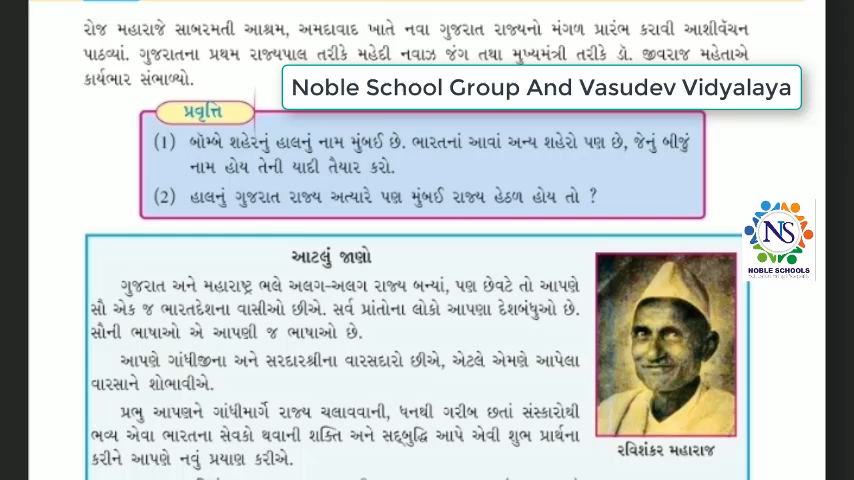 રોજ મહારાજે સાબરમતી આશ્રમ, અમદાવાદ ખાતે નવા ગુજરાત રાજ્યનો મંગળ પ્રારંભ કરાવી આશીર્વચન
પાઠવ્યાં. ગુજરાતના પ્રથમ રાજ્યપાલ તરીકે મહેદી નવાઝ જંગ તથા મુખ્યમંત્રી તરીકે ડૉ. જીવરાજ મહેતાએ
કાર્યભાર સંભાળ્યો.
Noble School Group And Vasudev Vidyalaya
પ્રવૃત્તિ
(1) બૉમ્બે શહેરનું હાલનું નામ મુંબઈ છે. ભારતનાં આવાં અન્ય શહેરો પણ છે, જેનું બીજું
નામ હોય તેની યાદી તૈયાર કરો.
(2) હાલનું ગુજરાત રાજ્ય અત્યારે પણ મુંબઈ રાજ્ય હેઠળ હોય તો ?
NS
NOBLE SCHOOLS
આટલું જાણો
ગુજરાત અને મહારાષ્ટ્ર ભલે અલગ-અલગ રાજ્ય બન્યાં, પણ છેવટે તો આપણે
સૌ એક જ ભારતદેશના વાસીઓ છીએ. સર્વ પ્રાંતોના લોકો આપણા દેશબંધુઓ છે.
સૌની ભાષાઓ એ આપણી જ ભાષાઓ છે.
આપણે ગાંધીજીના અને સરદારશ્રીના વારસદારો છીએ, એટલે એમણે આપેલા
વારસાને શોભાવીએ.
પ્રભુ આપણને ગાંધીમાર્ગે રાજ્ય ચલાવવાની, ધનથી ગરીબ છતાં સંસ્કારોથી
ભવ્ય એવા ભારતના સેવકો થવાની શક્તિ અને સદ્‌બુદ્ધિ આપે એવી શુભ પ્રાર્થના
કરીને આપણે નવું પ્રયાણ કરીએ.
રવિશંકર મહારાજ